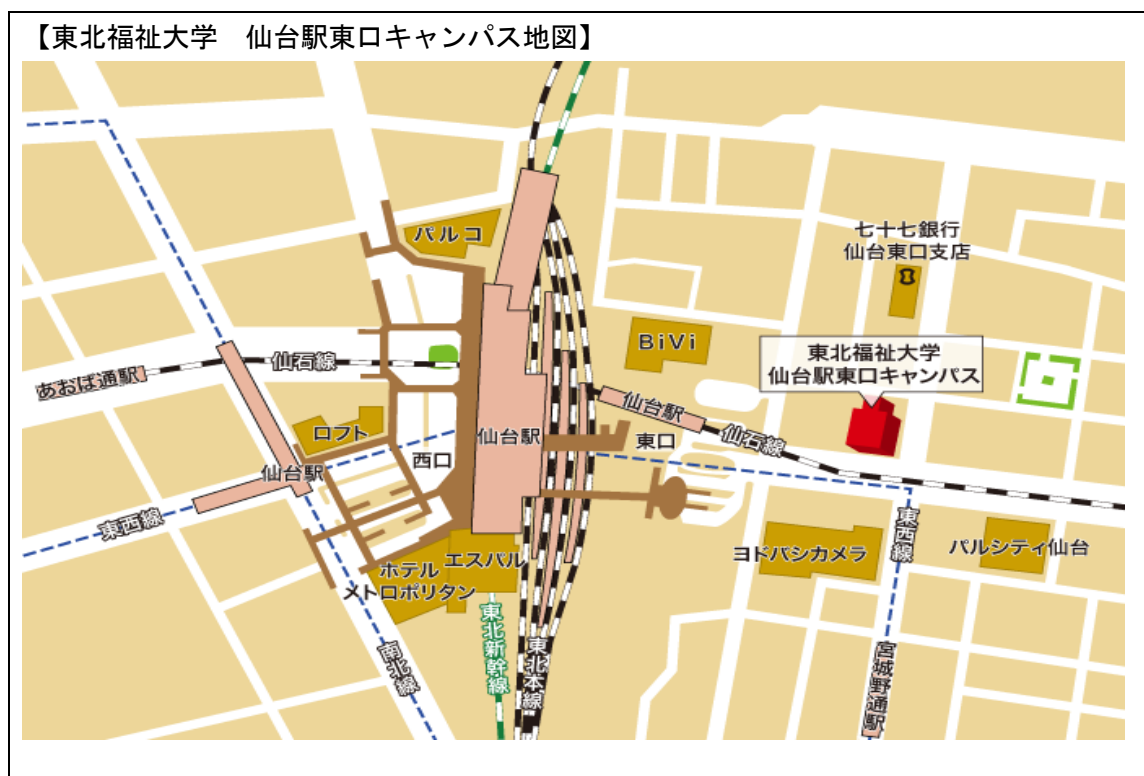 【東北福祉大学　仙台駅東口キャンパス地図】
パルコ
七十七銀行
仙台東口支店
BiVi
東北福祉大学
仙台駅東口キャンパス
仙石線
あおば通駅
仙台駅
仙石線
ロフト
仙台駅
東口
西口
仙台駅
東西線
東西線
ヨドバシカメラ
パルシティ仙台
エスパル
ホテル
メトロポリタン
東北新幹線
東北本線
南北線
宮城野通駅